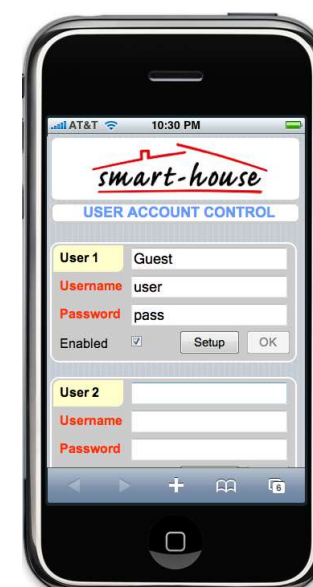 AT&T 10:30 PM
smart-house
USER ACCOUNT CONTROL
User 1 Guest
Username user
Password pass
Enabled Setup OK
User 2
Username
Password
6